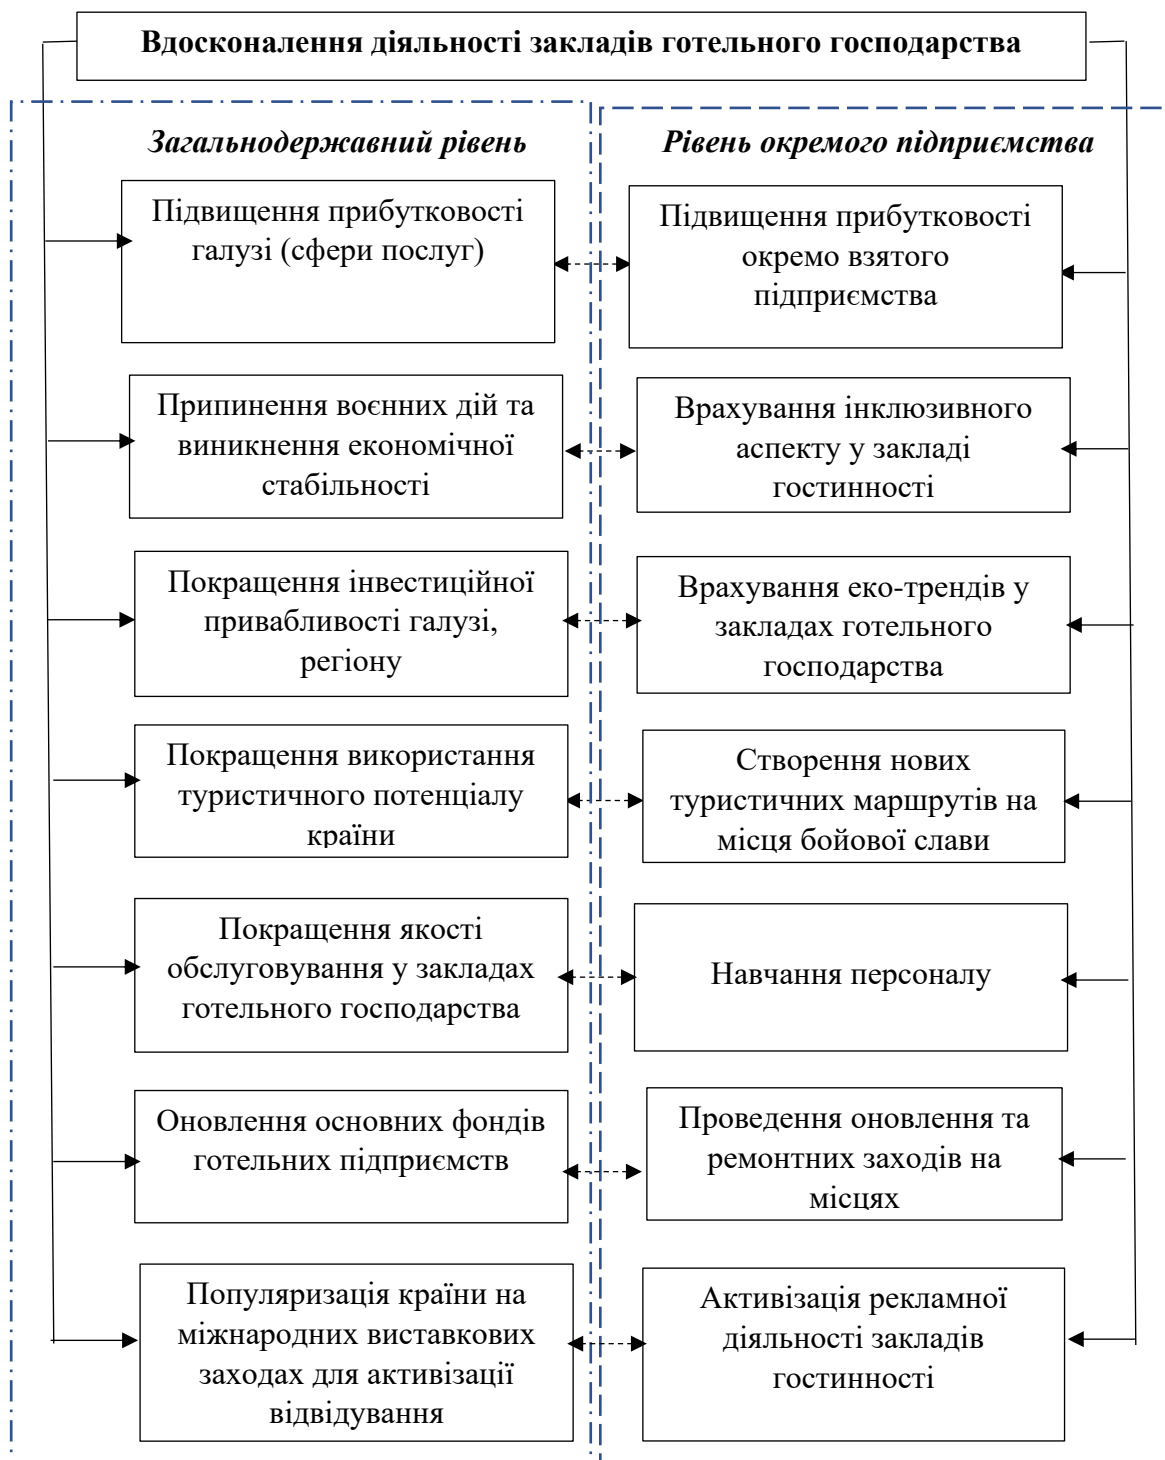 Вдосконалення діяльності закладів готельного господарства
Загальнодержавний рівень
Підвищення прибутковості
галузі (сфери послуг)
Припинення воєнних дій та
виникнення економічної
стабільності
Покращення інвестиційної
привабливості галузі,
регіону
Покращення використання
туристичного потенціалу
країни
Покращення якості
обслуговування у закладах
готельного господарства
Оновлення основних фондів
готельних підприємств
Популяризація країни на
міжнародних виставкових
заходах для активізації
відвідування
Рівень окремого підприємства
Підвищення прибутковості
окремо взятого
підприємства
Врахування інклюзивного
аспекту у закладі
гостинності
Врахування еко-трендів у
закладах готельного
господарства
Створення нових
туристичних маршрутів на
місця бойової слави
Навчання персоналу
Проведення оновлення та
ремонтних заходів на
місцях
Активізація рекламної
діяльності закладів
гостинності